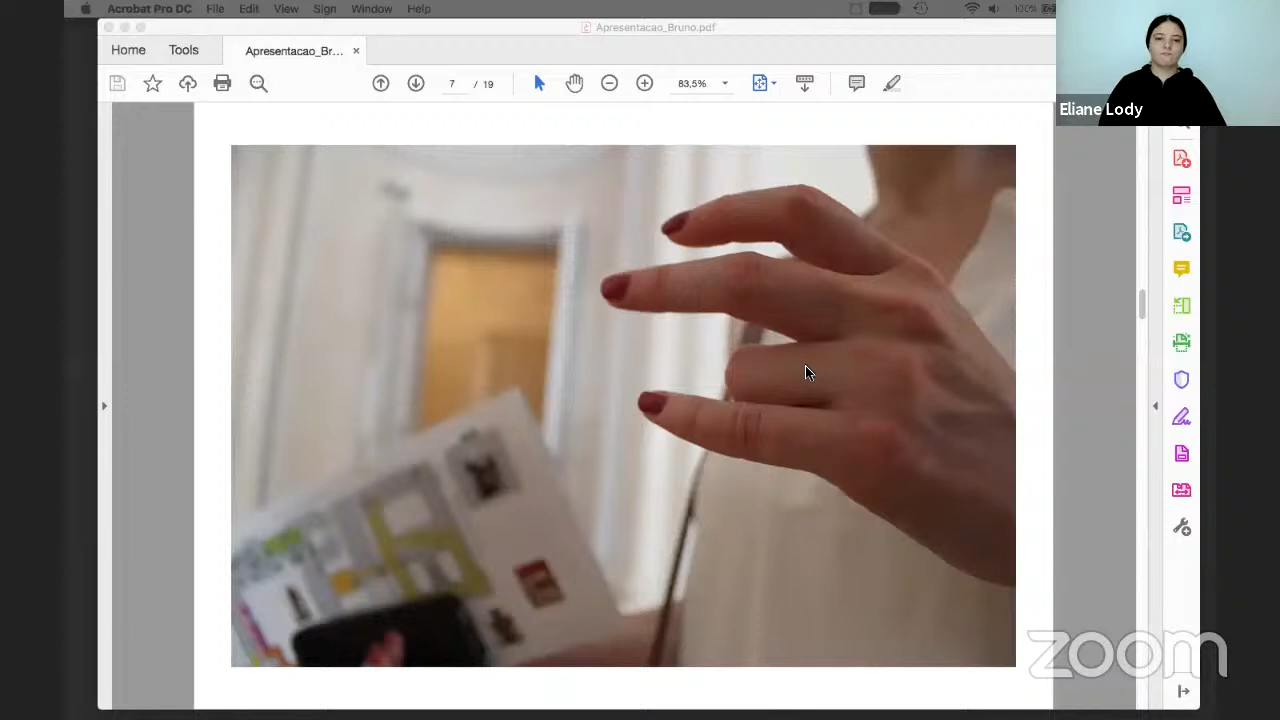 Acrobat Pro DC File Edit View Sign Window Help 100%
Apresentacao_Bruno.pdf
Home Tools Apresentacao_Br... ×
7 / 19 83,5%
Eliane Lody
zoom